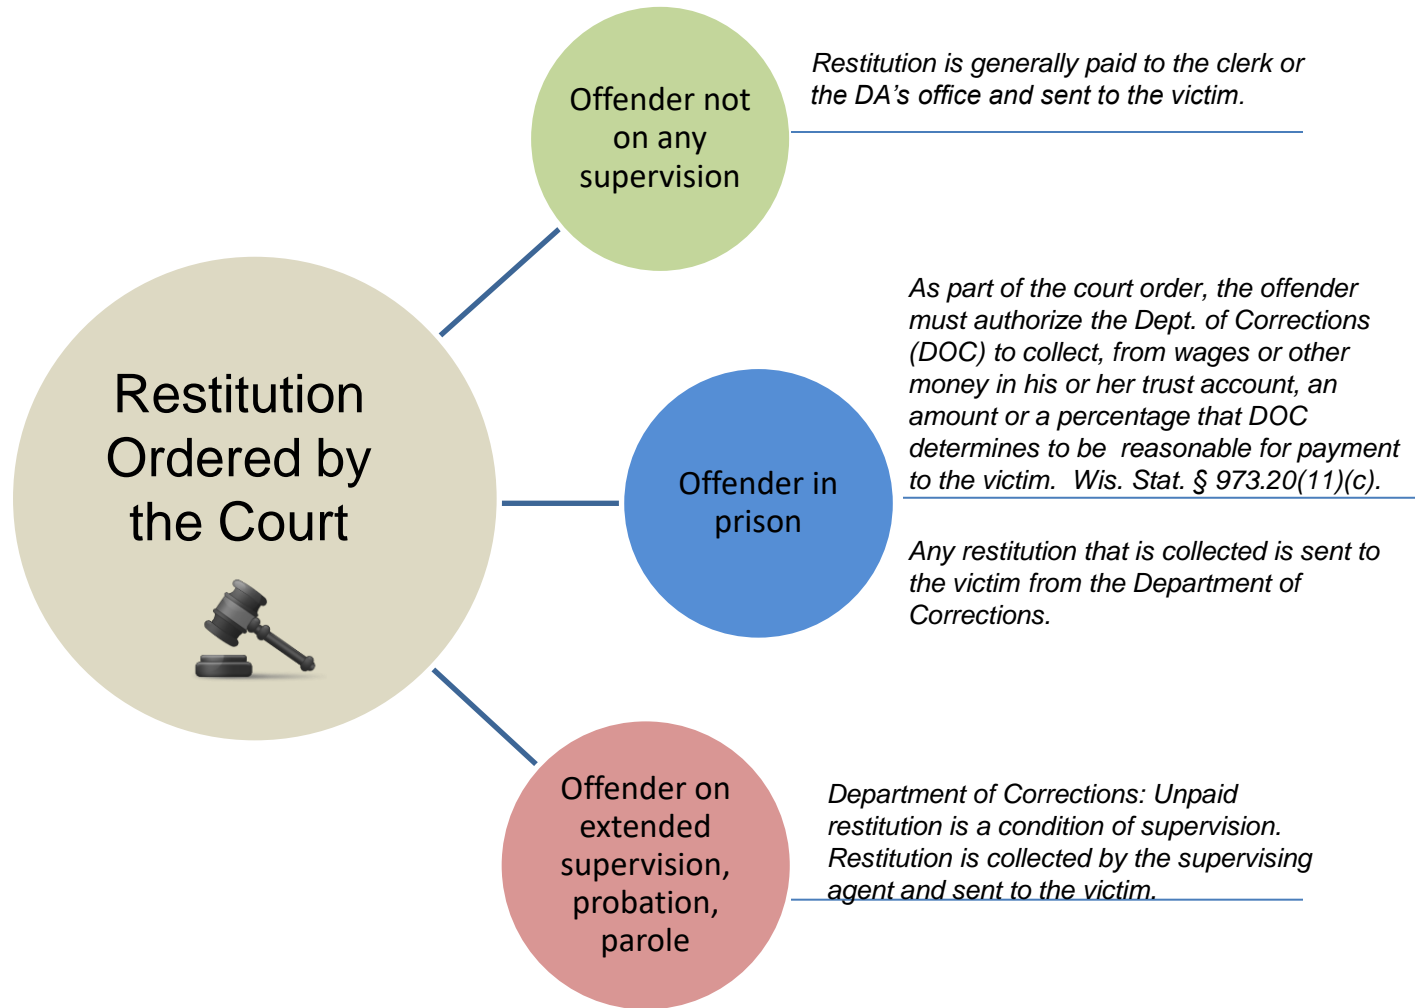 Restitution
Ordered by
the Court
Offender not
on any
supervision
Restitution is generally paid to the clerk or
the DA’s office and sent to the victim.
Offender in
prison
As part of the court order, the offender
must authorize the Dept. of Corrections
(DOC) to collect, from wages or other
money in his or her trust account, an
amount or a percentage that DOC
determines to be  reasonable for payment
to the victim.  Wis. Stat. § 973.20(11)(c).
Any restitution that is collected is sent to
the victim from the Department of
Corrections.
Offender on
extended
supervision,
probation,
parole
Department of Corrections: Unpaid
restitution is a condition of supervision.
Restitution is collected by the supervising
agent and sent to the victim.